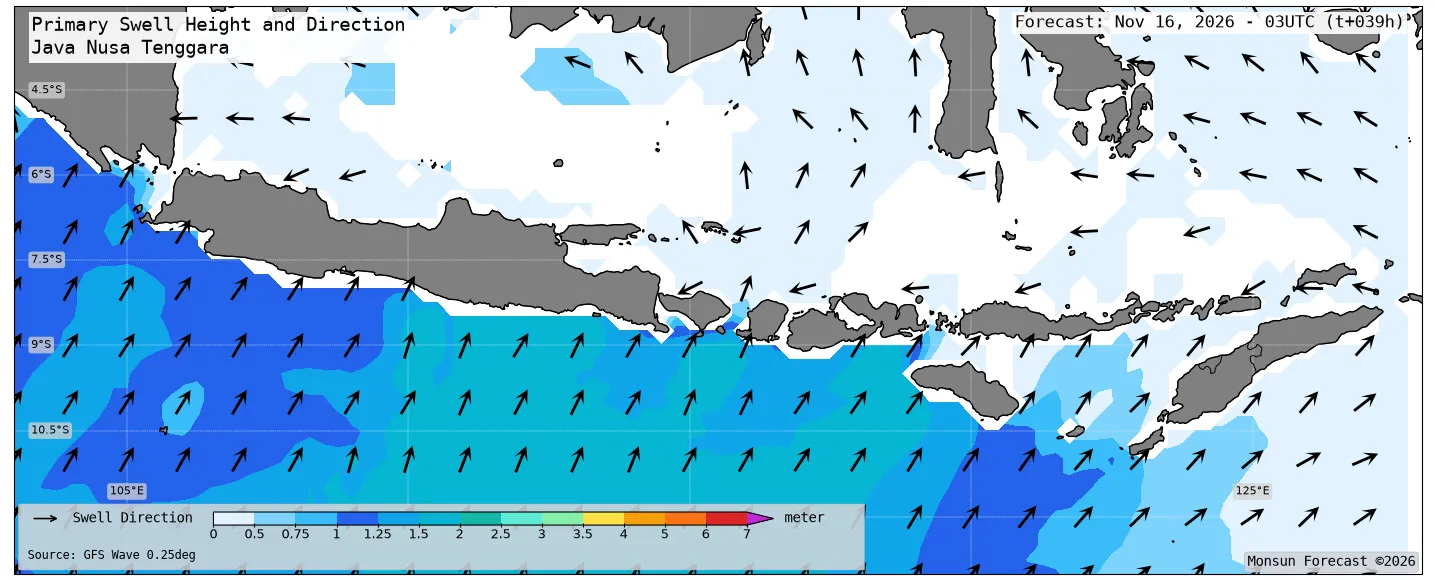 Primary Swell Height and Direction
Java Nusa Tenggara
Forecast: Nov 16, 2026 - 03UTC (t+039h)
4.5°S
6°S
7.5°S
9°S
10.5°S
105°E
125°E
Swell Direction
0 0.5 0.75 1 1.25 1.5 2 2.5 3 3.5 4 5 6 7
meter
Source: GFS Wave 0.25deg
Monsun Forecast ©2026